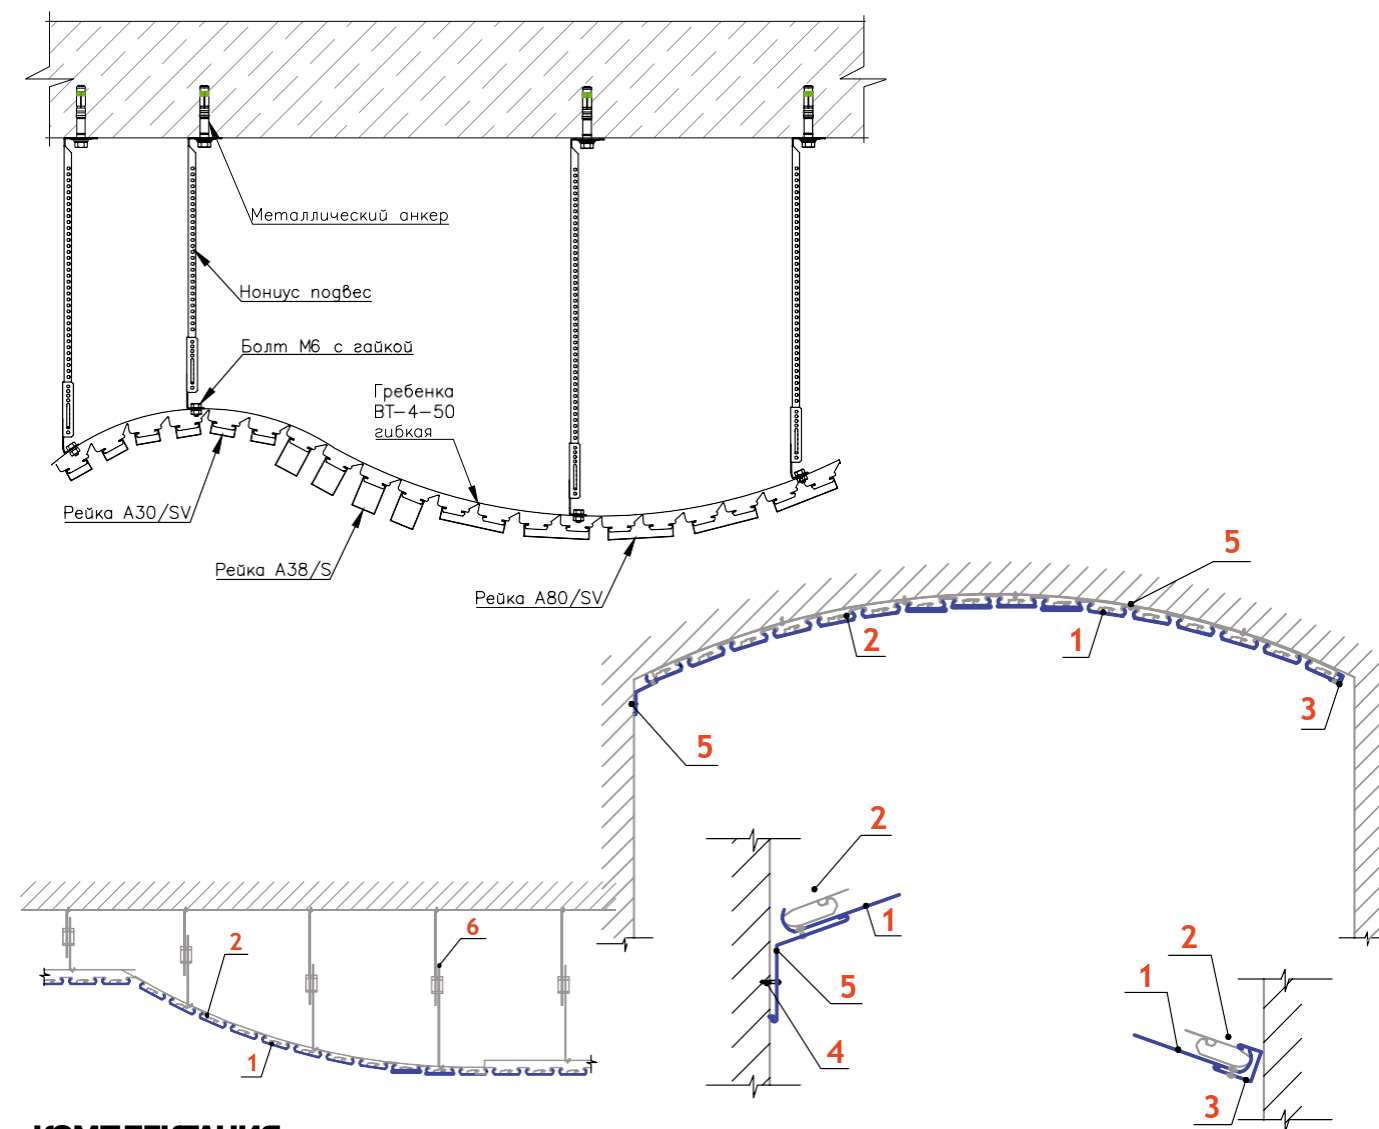 Металлический анкер
Нониус подвес
Болт М6 с гайкой
Гребенка
ВТ-4-50
гибкая
Рейка А30/SV
Рейка А38/S
Рейка А80/SV
5
2
1
3
5
2
1
5
4
6
2
1
2
1
3
КОМПЛЕКТАЦИЯ